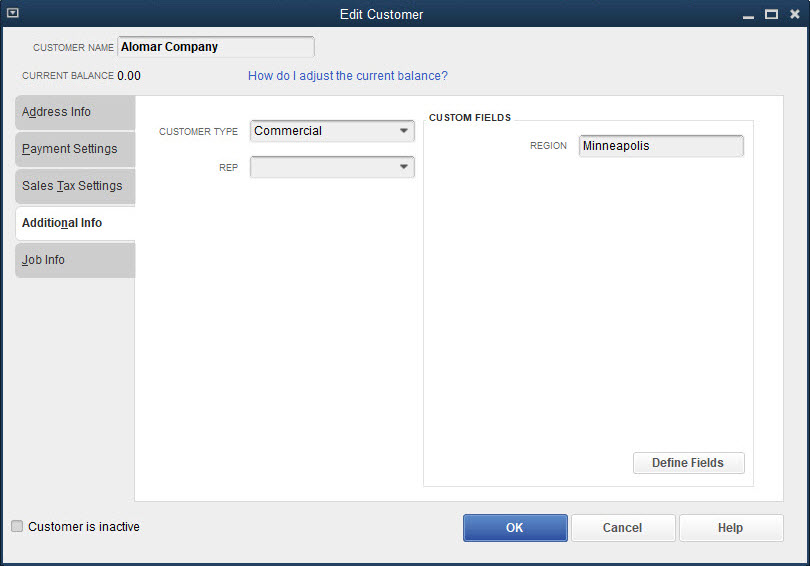 Edit Customer
CUSTOMER NAME Alomar Company
CURRENT BALANCE 0.00 How do I adjust the current balance?
Address Info
Payment Settings
Sales Tax Settings
Additional Info
Job Info
CUSTOMER TYPE Commercial
REP
CUSTOM FIELDS
REGION Minneapolis
Define Fields
Customer is inactive
OK Cancel Help